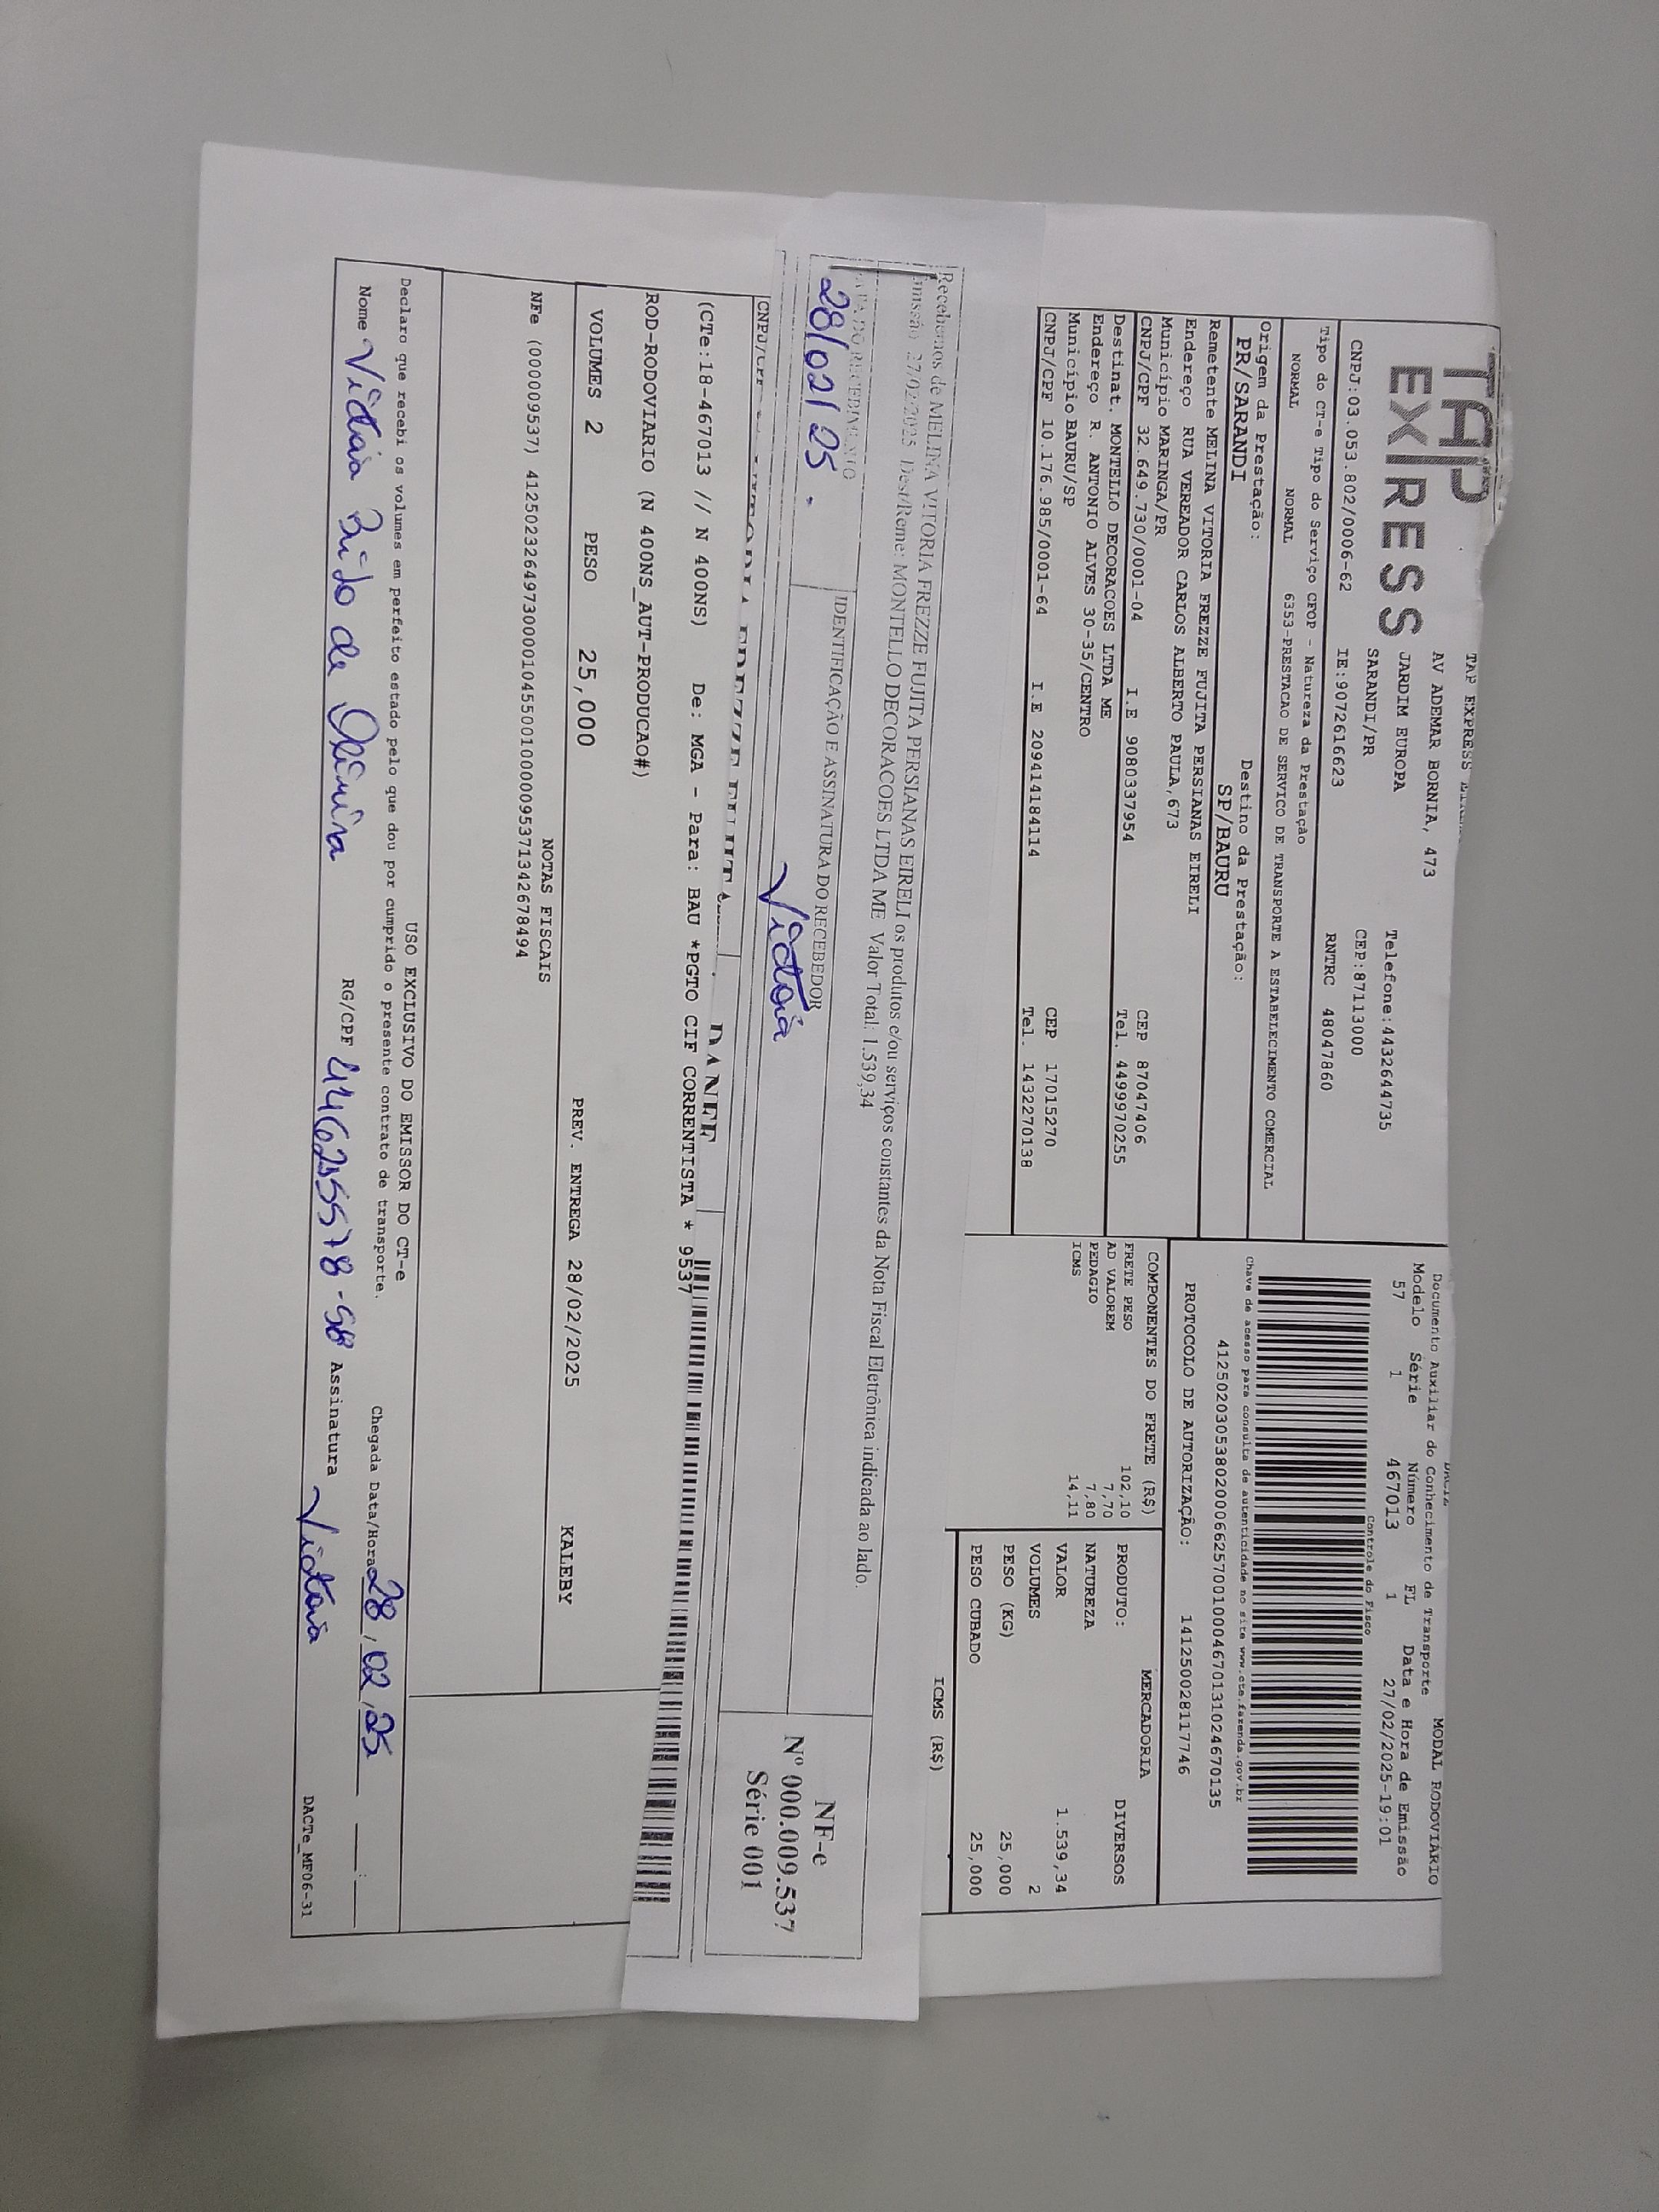 TAP
EXPRESS
TAP EXPRESS
AV ADEMAR BORNIA, 473
JARDIM EUROPA
SARANDI/PR
Telefone:4432644735
CEP:87113000
CNPJ:03.053.802/0006-62 IE:9072616623 RNTRC 48047860
Tipo do CT-e Tipo do Serviço CFOP - Natureza da Prestação
NORMAL NORMAL 6353-PRESTACAO DE SERVICO DE TRANSPORTE A ESTABELECIMENTO COMERCIAL
Origem da Prestação: Destino da Prestação:
PR/SARANDI SP/BAURU
Remetente MELINA VITORIA FREZZE FUJITA PERSIANAS EIRELI
Endereço RUA VEREADOR CARLOS ALBERTO PAULA,673
Município MARINGA/PR CEP 87047406
CNPJ/CPF 32.649.730/0001-04 I.E 9080337954 Tel. 4499970255
Destinat. MONTELLO DECORACOES LTDA ME
Endereço R. ANTONIO ALVES 30-35/CENTRO
Município BAURU/SP CEP 17015270
CNPJ/CPF 10.176.985/0001-64 I.E 209414184114 Tel. 1432270138
Documento Auxiliar do Conhecimento de Transporte MODAL RODOVIÁRIO
Modelo Série Número FL Data e Hora de Emissão
57 1 467013 1 27/02/2025-19:01
Controle do Fisco
Chave de acesso para consulta de autenticidade no site www.cte.fazenda.gov.br
41250203053802000662570010004670131024670135
PROTOCOLO DE AUTORIZAÇÃO: 141250028117746
COMPONENTES DO FRETE (R$)
FRETE PESO 102,10
AD VALOREM 7,70
PEDAGIO 7,80
ICMS 14,11
MERCADORIA
PRODUTO: DIVERSOS
NATUREZA
VALOR 1.539,34
VOLUMES 2
PESO (KG) 25,000
PESO CUBADO 25,000
ICMS (R$)
Recebemos de MELINA VITORIA FREZZE FUJITA PERSIANAS EIRELI os produtos e/ou serviços constantes da Nota Fiscal Eletrônica indicada ao lado.
Emissão 27/02/2025 Dest/Reme: MONTELLO DECORACOES LTDA ME Valor Total: 1.539,34
DATA DO RECEBIMENTO IDENTIFICAÇÃO E ASSINATURA DO RECEBEDOR
28/02/25. Victoria
NF-e
Nº 000.009.537
Série 001
CNPJ/CPF
DANFE
(CTe:18-467013 // N 400NS) De: MGA - Para: BAU *PGTO CIF CORRENTISTA * 9537
ROD-RODOVIARIO (N 400NS_AUT-PRODUCAO#)
VOLUMES 2 PESO 25,000 PREV. ENTREGA 28/02/2025 KALEBY
NOTAS FISCAIS
NFe (000009537) 41250232649730000104550010000095371342678494
USO EXCLUSIVO DO EMISSOR DO CT-e
Declaro que recebi os volumes em perfeito estado pelo que dou por cumprido o presente contrato de transporte. Chegada Data/Hora 28/02/25 :
Nome Victoria de Oliveira RG/CPF Assinatura Victoria
DACTe_MF06-31